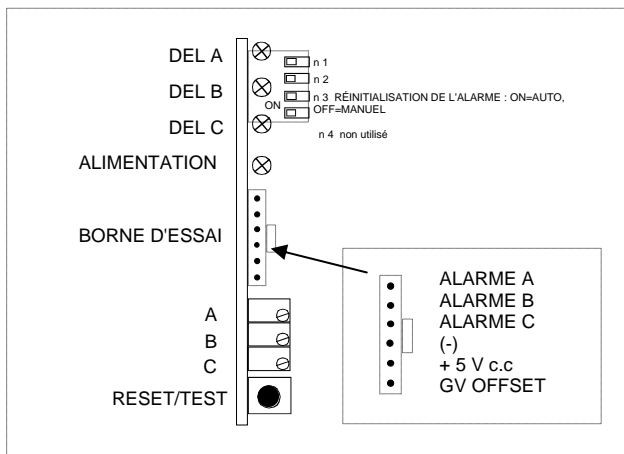 DEL A
n 1
n 2
DEL B
n 3 RÉINITIALISATION DE L'ALARME : ON=AUTO,
ON
OFF=MANUEL
DEL C
n 4 non utilisé
ALIMENTATION
BORNE D'ESSAI
ALARME A
ALARME B
ALARME C
(-)
+ 5 V c.c
GV OFFSET
A
B
C
RESET/TEST